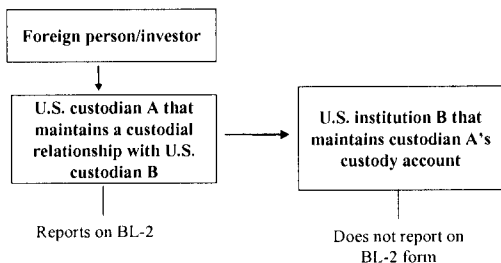 Foreign person/investor
U.S. custodian A that
maintains a custodial
relationship with U.S.
custodian B
U.S. institution B that
maintains custodian A's
custody account
Reports on BL-2
Does not report on
BL-2 form